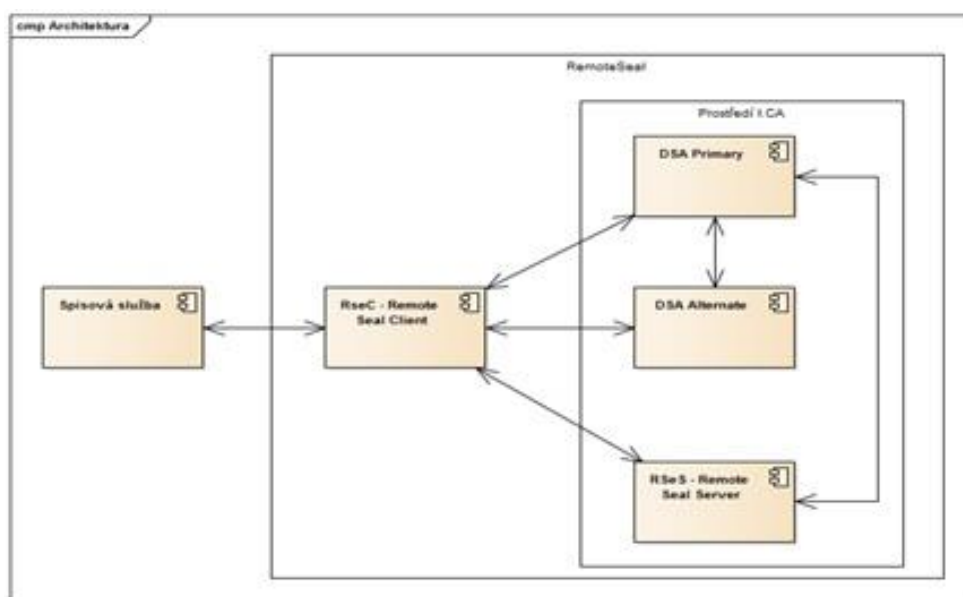 cmp Architektura
RemoteSeal
Prostředí I.CA
DSA Primary
Spisová služba
RseC - Remote
Seal Client
DSA Alternate
RSeS - Remote
Seal Server